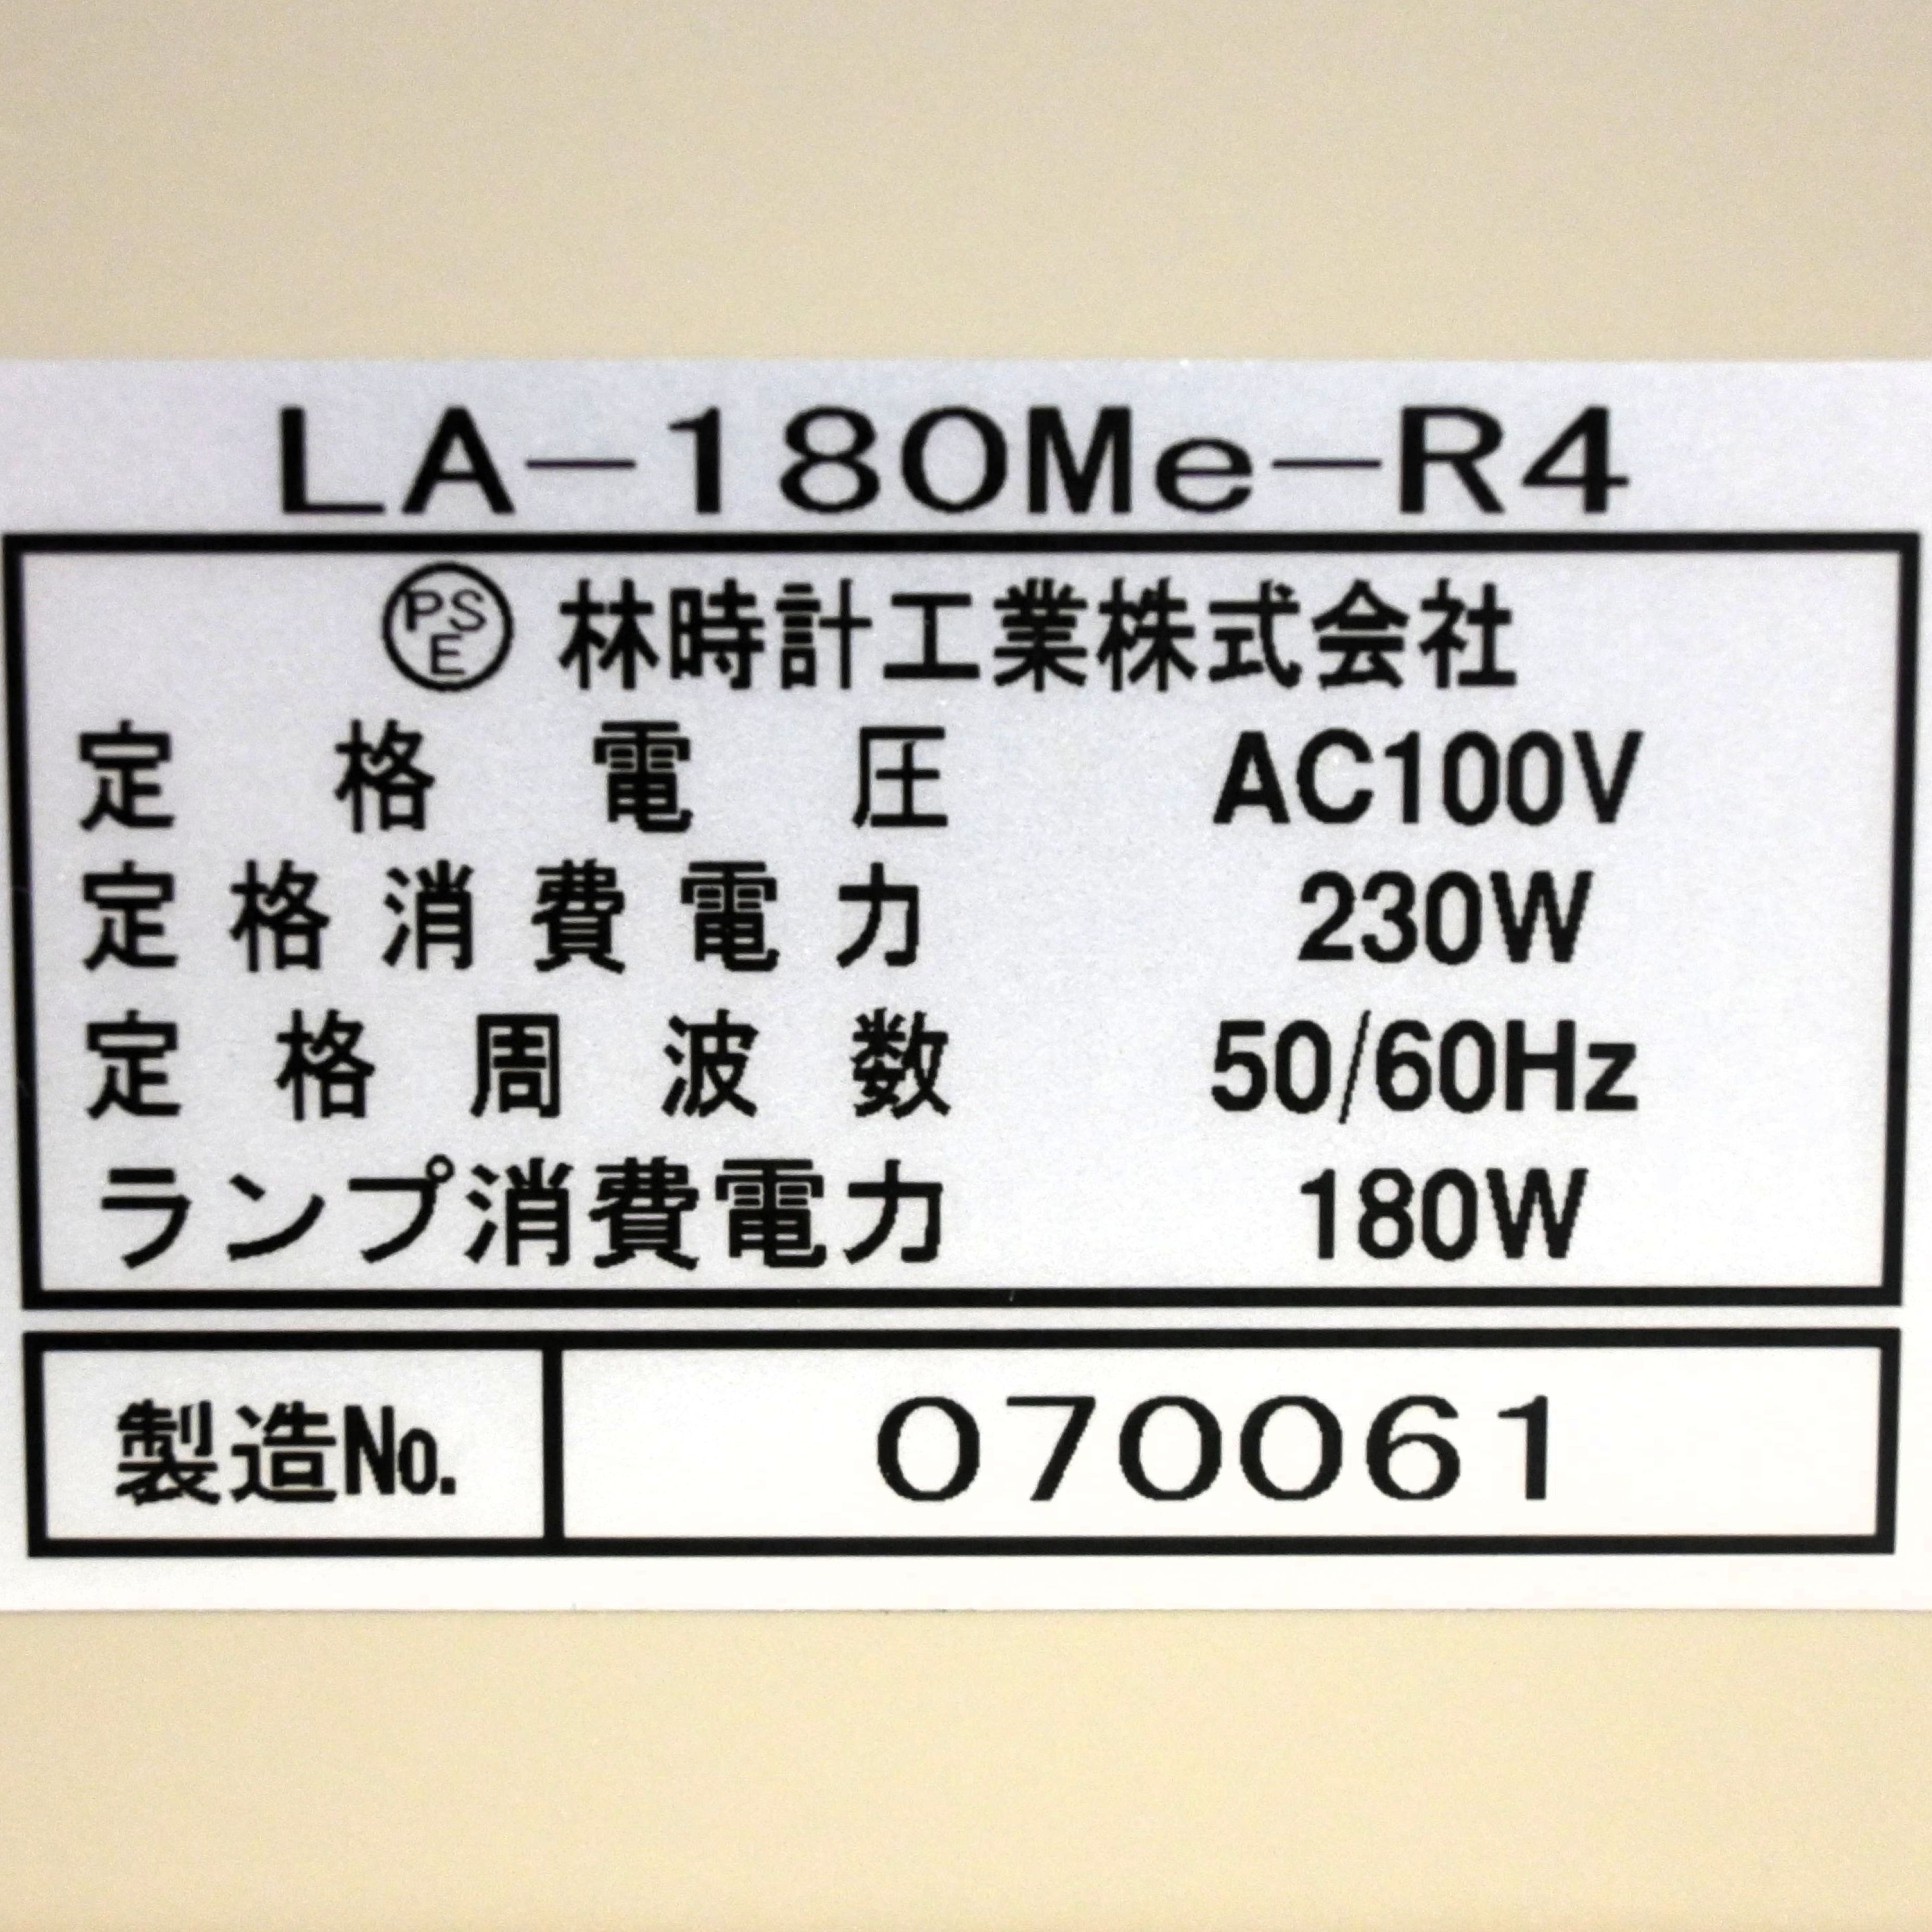 LA-180Me-R4
PSE 林時計工業株式会社
定格電圧 AC100V
定格消費電力 230W
定格周波数 50/60Hz
ランプ消費電力 180W
製造No. 070061